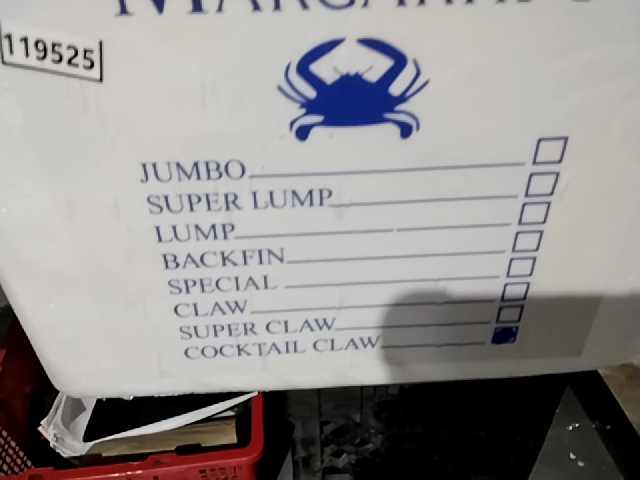 119525
JUMBO
SUPER LUMP
LUMP
BACKFIN
SPECIAL
CLAW
SUPER CLAW
COCKTAIL CLAW